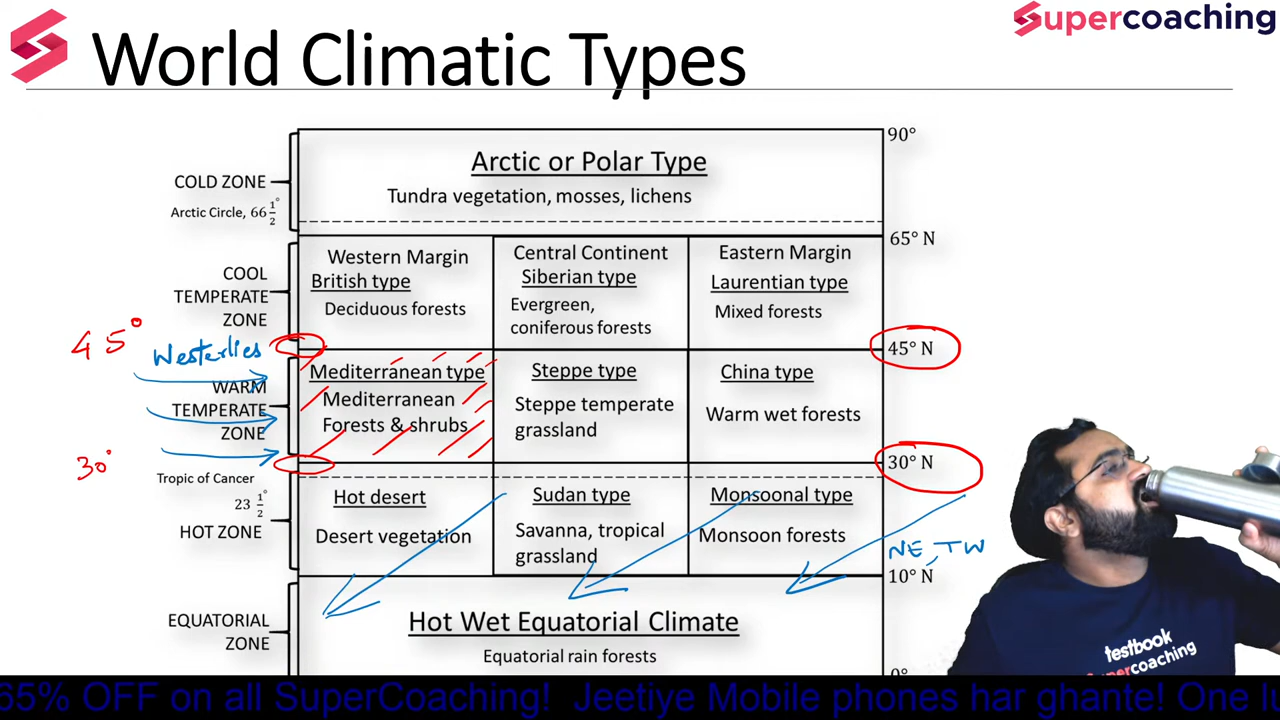 World Climatic Types
Supercoaching
90°
Arctic or Polar Type
COLD ZONE
Tundra vegetation, mosses, lichens
Arctic Circle, 66 1/2°
65° N
Western Margin
British type
Deciduous forests
Central Continent
Siberian type
Evergreen,
coniferous forests
Eastern Margin
Laurentian type
Mixed forests
COOL
TEMPERATE
ZONE
45°
45° N
Westerlies
WARM
TEMPERATE
ZONE
Mediterranean type
Mediterranean
Forests & shrubs
Steppe type
Steppe temperate
grassland
China type
Warm wet forests
30°
30° N
Tropic of Cancer
23 1/2°
HOT ZONE
Hot desert
Desert vegetation
Sudan type
Savanna, tropical
grassland
Monsoonal type
Monsoon forests
NE, TW
10° N
EQUATORIAL
ZONE
Hot Wet Equatorial Climate
Equatorial rain forests
0°
testbook
Supercoaching
65% OFF on all SuperCoaching! Jeetiye Mobile phones har ghante! One